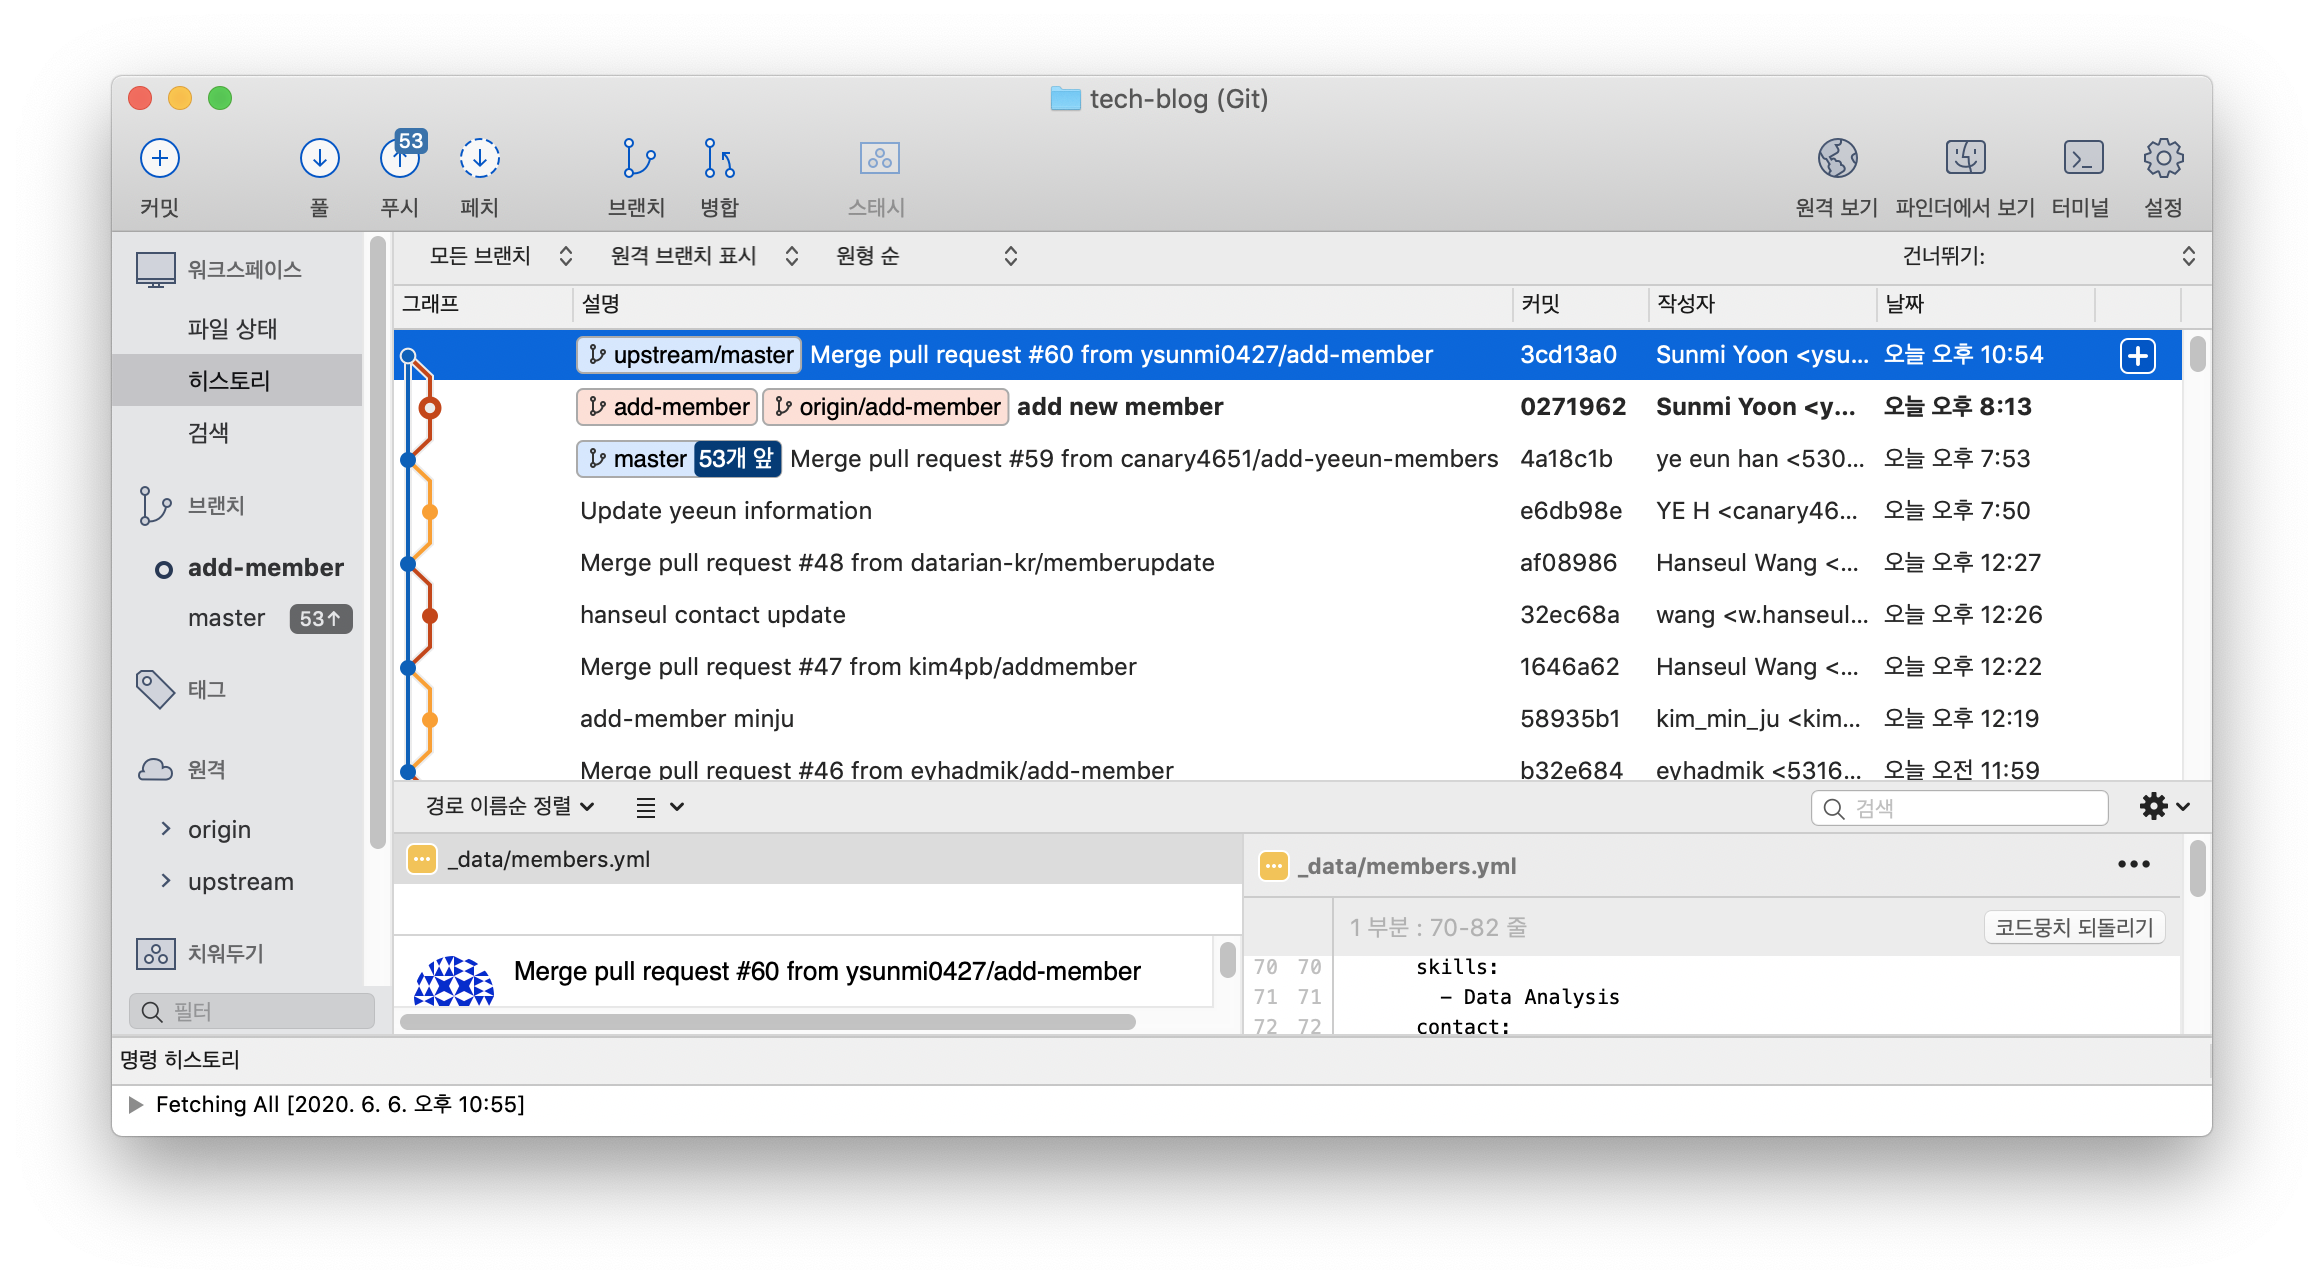 tech-blog (Git)
53
커밋 풀 푸시 페치 브랜치 병합 스태시 원격 보기 파인더에서 보기 터미널 설정
워크스페이스
파일 상태
히스토리
검색
브랜치
add-member
master 53↑
태그
원격
origin
upstream
치워두기
필터
모든 브랜치 원격 브랜치 표시 원형 순 건너뛰기:
그래프 설명 커밋 작성자 날짜
upstream/master Merge pull request #60 from ysunmi0427/add-member 3cd13a0 Sunmi Yoon <ysu... 오늘 오후 10:54
add-member origin/add-member add new member 0271962 Sunmi Yoon <y... 오늘 오후 8:13
master 53개 앞 Merge pull request #59 from canary4651/add-yeeun-members 4a18c1b ye eun han <530... 오늘 오후 7:53
Update yeeun information e6db98e YE H <canary46... 오늘 오후 7:50
Merge pull request #48 from datarian-kr/memberupdate af08986 Hanseul Wang <... 오늘 오후 12:27
hanseul contact update 32ec68a wang <w.hanseul... 오늘 오후 12:26
Merge pull request #47 from kim4pb/addmember 1646a62 Hanseul Wang <... 오늘 오후 12:22
add-member minju 58935b1 kim_min_ju <kim... 오늘 오후 12:19
Merge pull request #46 from eyhadmik/add-member b32e684 eyhadmik <5316... 오늘 오전 11:59
경로 이름순 정렬 검색
_data/members.yml
Merge pull request #60 from ysunmi0427/add-member
_data/members.yml
1 부분 : 70-82 줄 코드뭉치 되돌리기
70 70 skills:
71 71 - Data Analysis
72 72 contact:
명령 히스토리
Fetching All [2020. 6. 6. 오후 10:55]